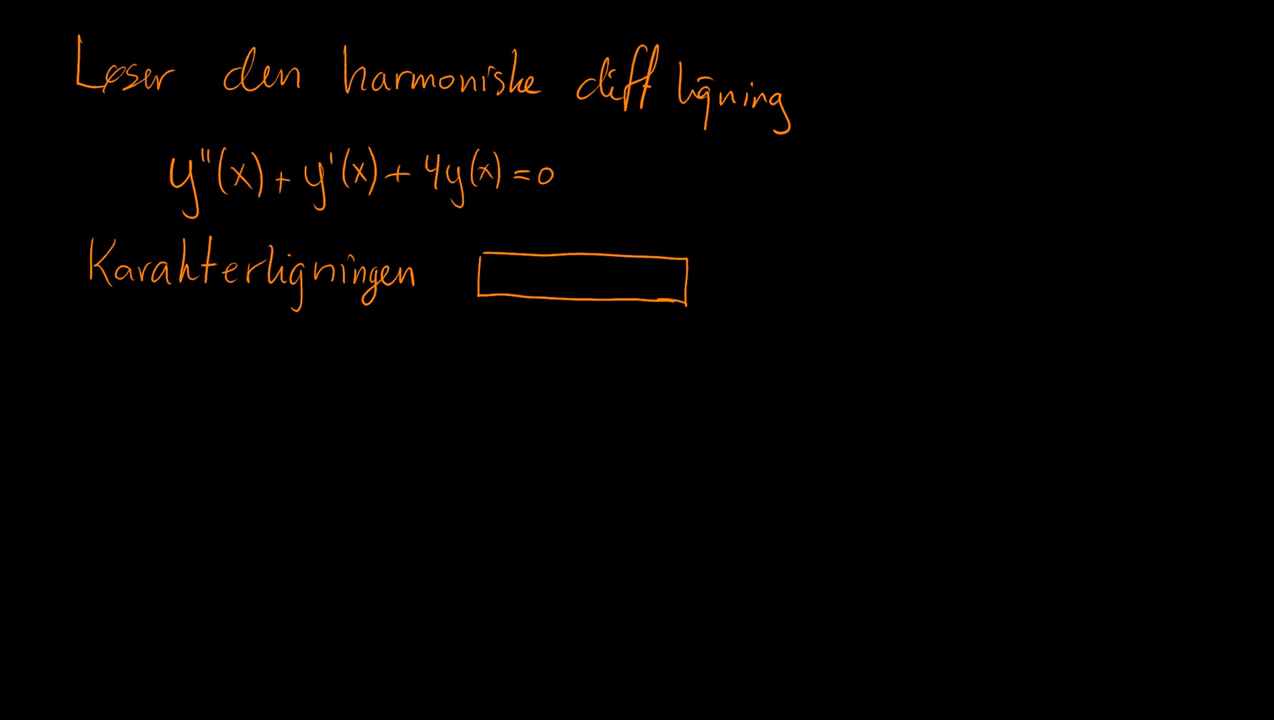 Løser den harmoniske diff ligning
y''(x) + y'(x) + 4y(x) = 0
Karakterligningen